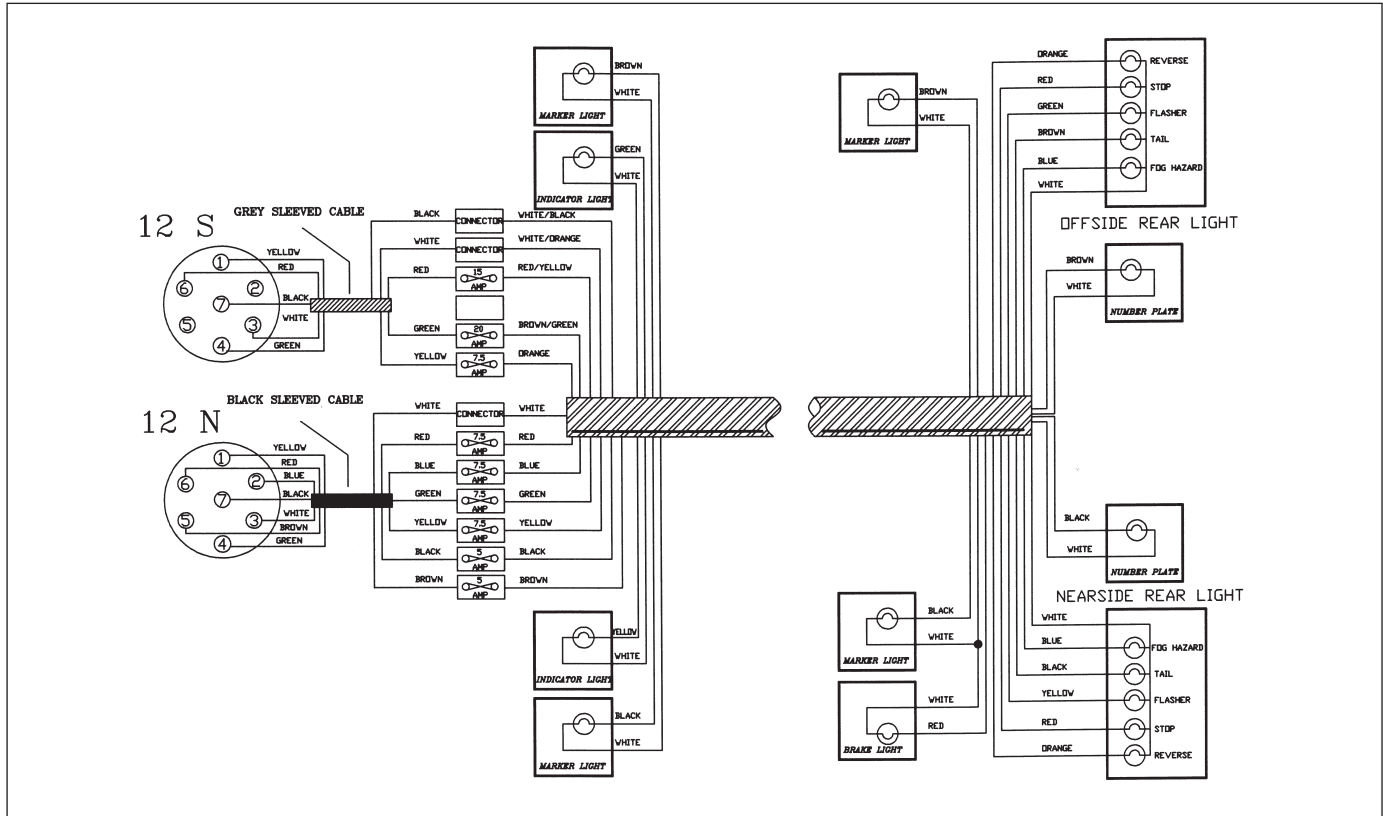 MARKER LIGHT
BROWN
WHITE
INDICATOR LIGHT
GREEN
WHITE
12 S
GREY SLEEVED CABLE
YELLOW
RED
BLACK
WHITE
GREEN
1
6
2
7
5
3
4
BLACK
CONNECTOR
WHITE/BLACK
WHITE
CONNECTOR
WHITE/ORANGE
RED
15
AMP
RED/YELLOW
GREEN
20
AMP
BROWN/GREEN
YELLOW
7.5
AMP
ORANGE
12 N
BLACK SLEEVED CABLE
YELLOW
RED
BLUE
BLACK
WHITE
BROWN
GREEN
1
6
2
7
5
3
4
WHITE
CONNECTOR
WHITE
RED
7.5
AMP
RED
BLUE
7.5
AMP
BLUE
GREEN
7.5
AMP
GREEN
YELLOW
7.5
AMP
YELLOW
BLACK
5
AMP
BLACK
BROWN
5
AMP
BROWN
YELLOW
WHITE
INDICATOR LIGHT
BLACK
WHITE
MARKER LIGHT
BROWN
WHITE
MARKER LIGHT
ORANGE
REVERSE
RED
STOP
GREEN
FLASHER
BROWN
TAIL
BLUE
FOG HAZARD
WHITE
OFFSIDE REAR LIGHT
BROWN
WHITE
NUMBER PLATE
BLACK
WHITE
NUMBER PLATE
NEARSIDE REAR LIGHT
BLACK
WHITE
MARKER LIGHT
WHITE
RED
BRAKE LIGHT
WHITE
BLUE
FOG HAZARD
BLACK
TAIL
YELLOW
FLASHER
RED
STOP
ORANGE
REVERSE